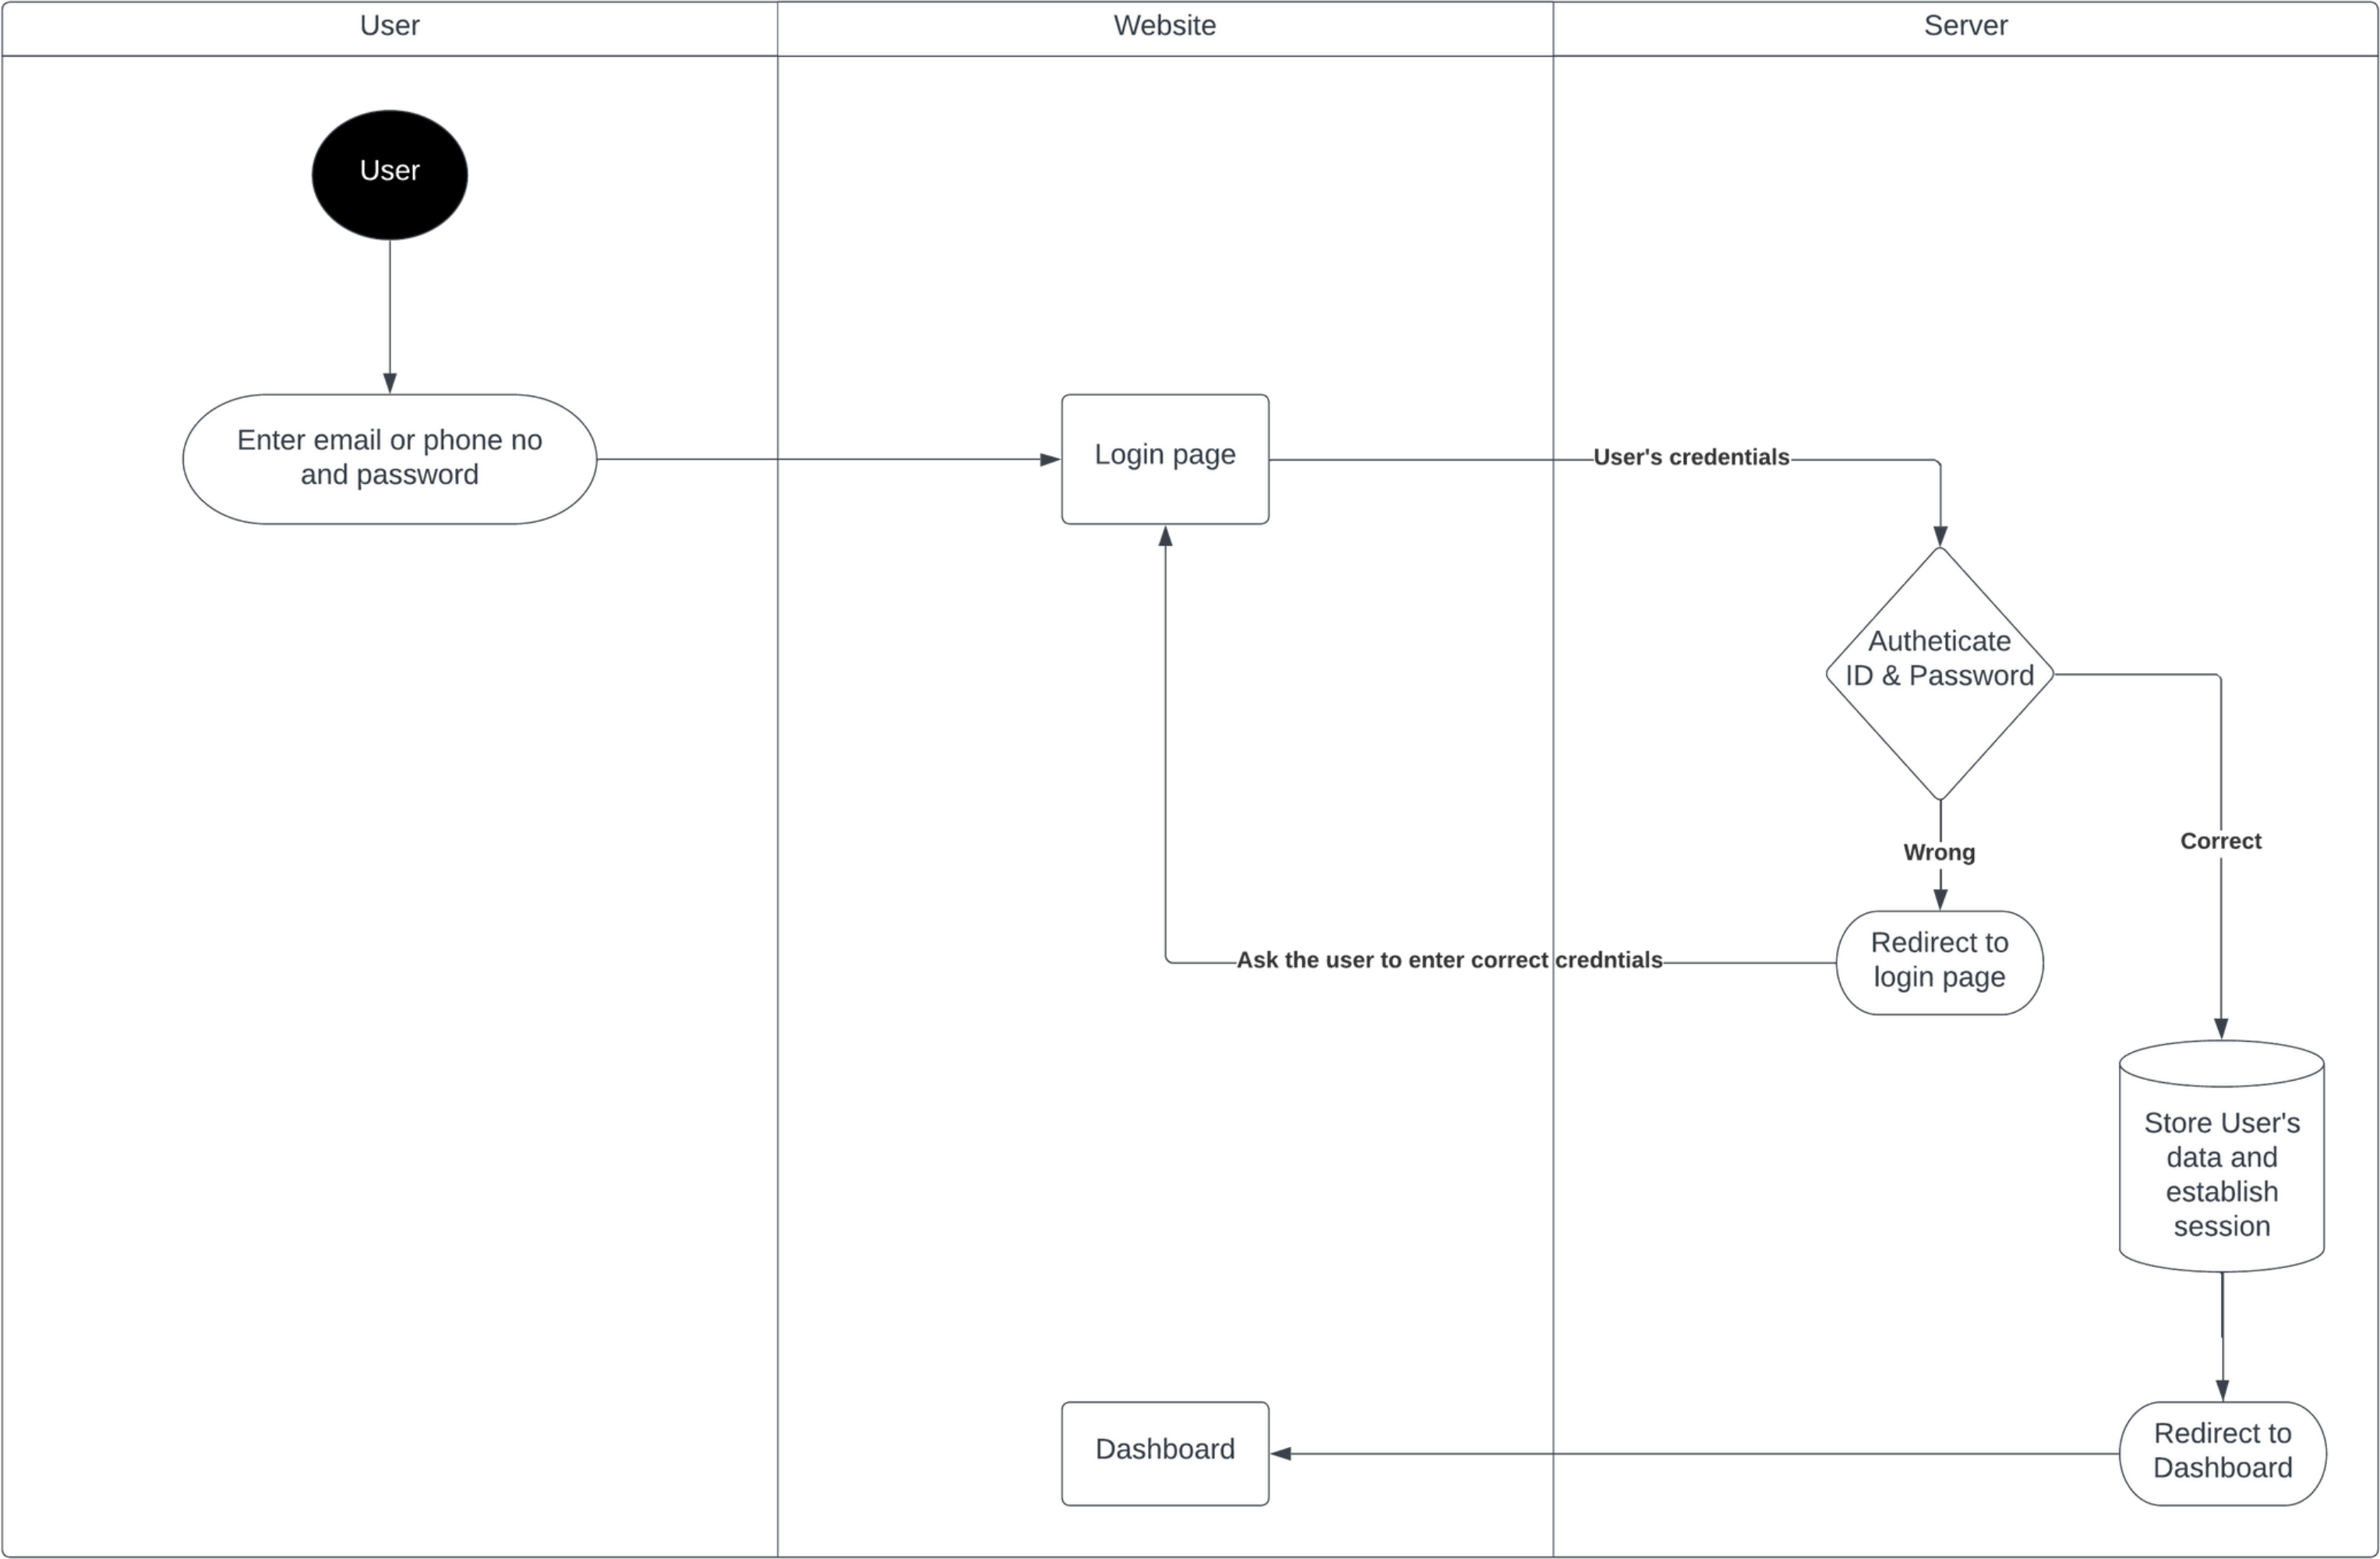 User
Website
Server
User
Enter email or phone no
and password
Login page
User's credentials
Autheticate
ID & Password
Wrong
Correct
Redirect to
login page
Ask the user to enter correct credntials
Store User's
data and
establish
session
Redirect to
Dashboard
Dashboard